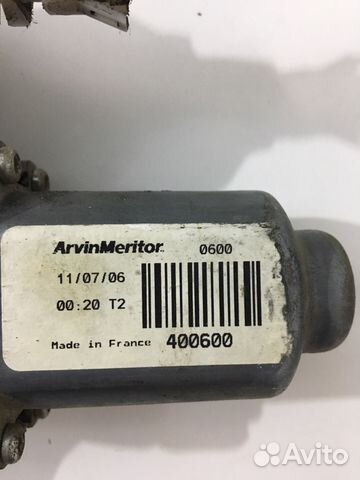 ArvinMeritor 0600
11/07/06
00:20 T2
Made in France 400600
Avito